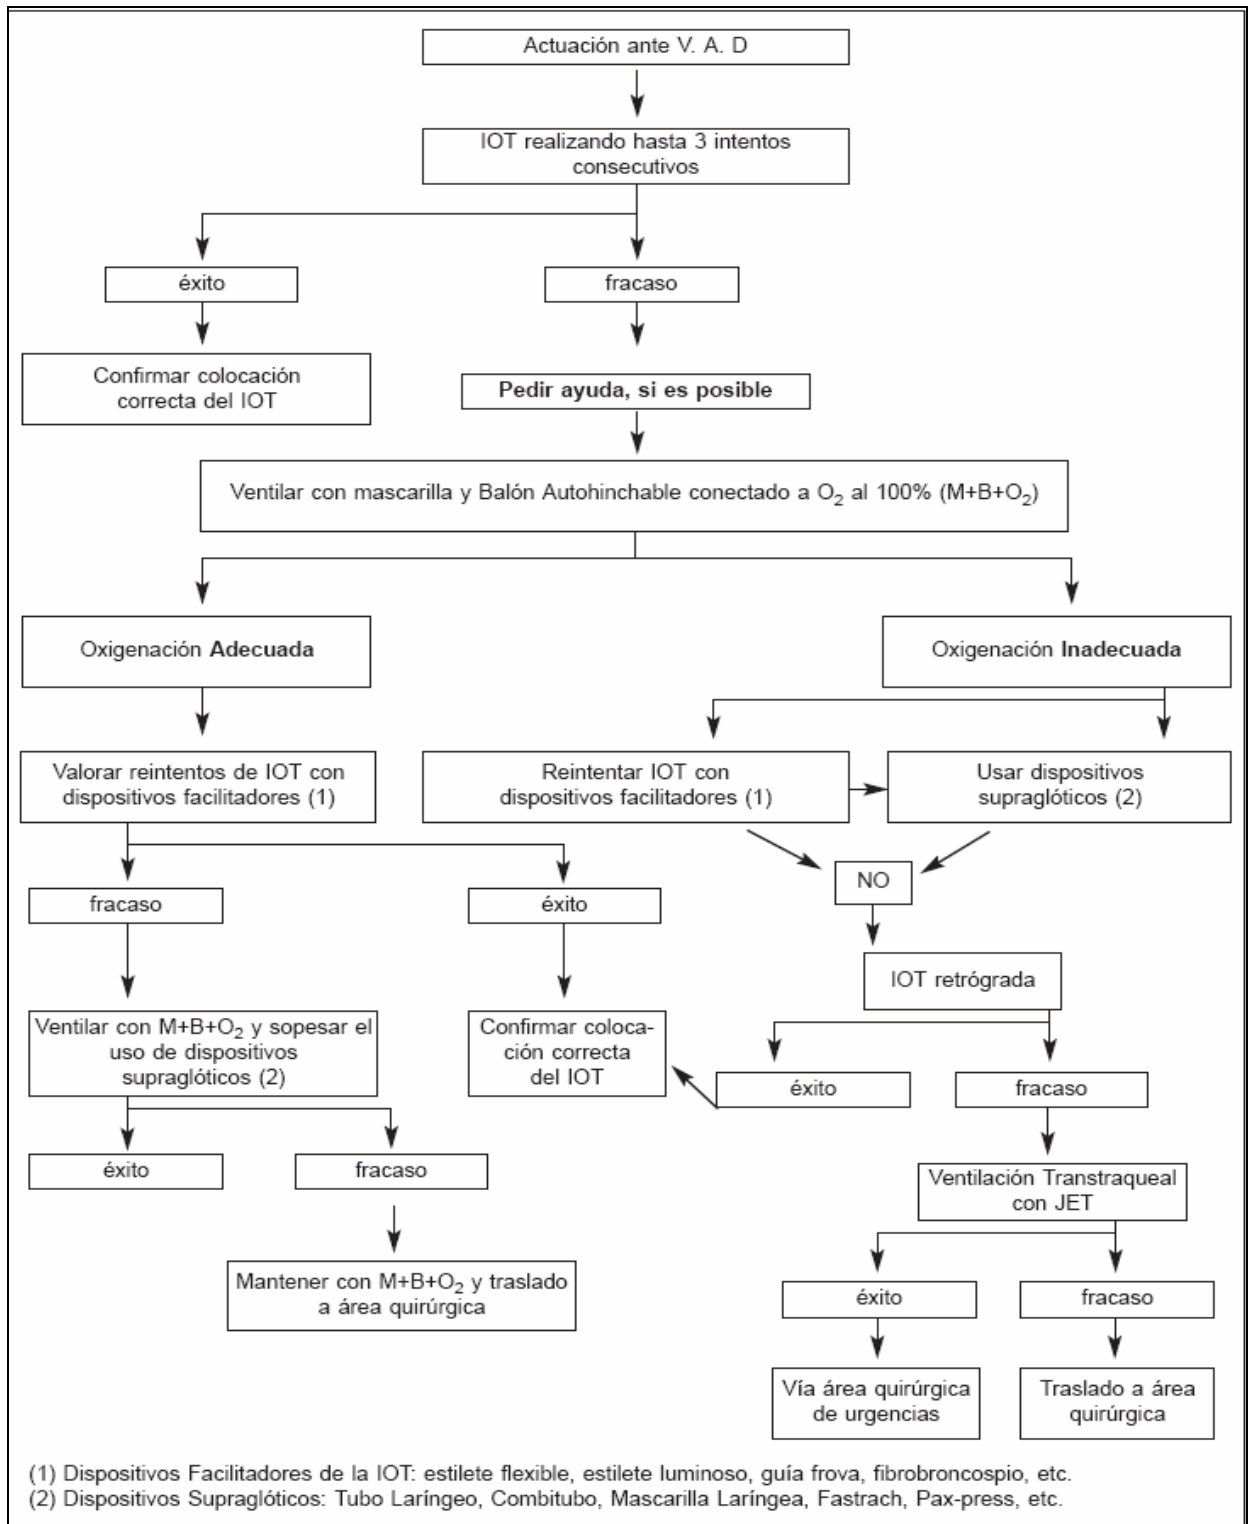 Actuación ante V. A. D
IOT realizando hasta 3 intentos
consecutivos
éxito
fracaso
Confirmar colocación
correcta del IOT
Pedir ayuda, si es posible
Ventilar con mascarilla y Balón Autohinchable conectado a O₂ al 100% (M+B+O₂)
Oxigenación Adecuada
Oxigenación Inadecuada
Valorar reintentos de IOT con
dispositivos facilitadores (1)
Reintentar IOT con
dispositivos facilitadores (1)
Usar dispositivos
supraglóticos (2)
NO
fracaso
éxito
IOT retrógrada
Ventilar con M+B+O₂ y sopesar el
uso de dispositivos
supraglóticos (2)
Confirmar coloca-
ción correcta
del IOT
éxito
fracaso
éxito
fracaso
Ventilación Transtraqueal
con JET
Mantener con M+B+O₂ y traslado
a área quirúrgica
éxito
fracaso
Vía área quirúrgica
de urgencias
Traslado a área
quirúrgica
(1) Dispositivos Facilitadores de la IOT: estilete flexible, estilete luminoso, guía frova, fibrobroncospio, etc.
(2) Dispositivos Supraglóticos: Tubo Laríngeo, Combitubo, Mascarilla Laríngea, Fastrach, Pax-press, etc.